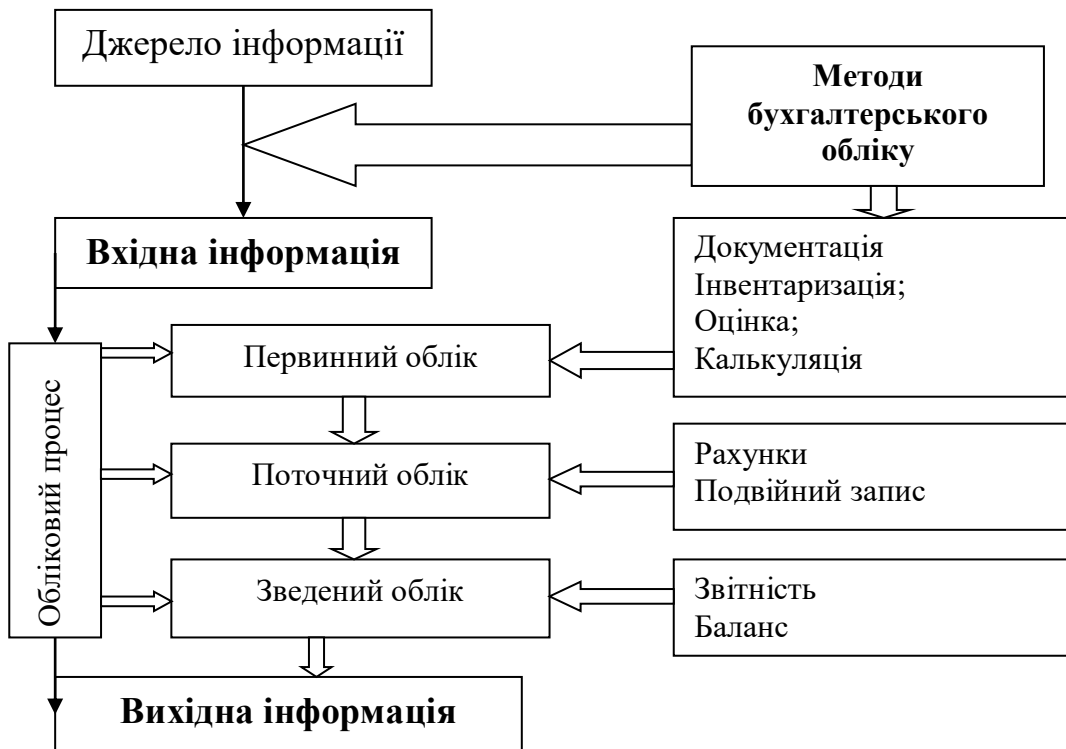 Джерело інформації
Методи
бухгалтерського
обліку
Вхідна інформація
Документація
Інвентаризація;
Оцінка;
Калькуляція
Обліковий процес
Первинний облік
Поточний облік
Рахунки
Подвійний запис
Зведений облік
Звітність
Баланс
Вихідна інформація